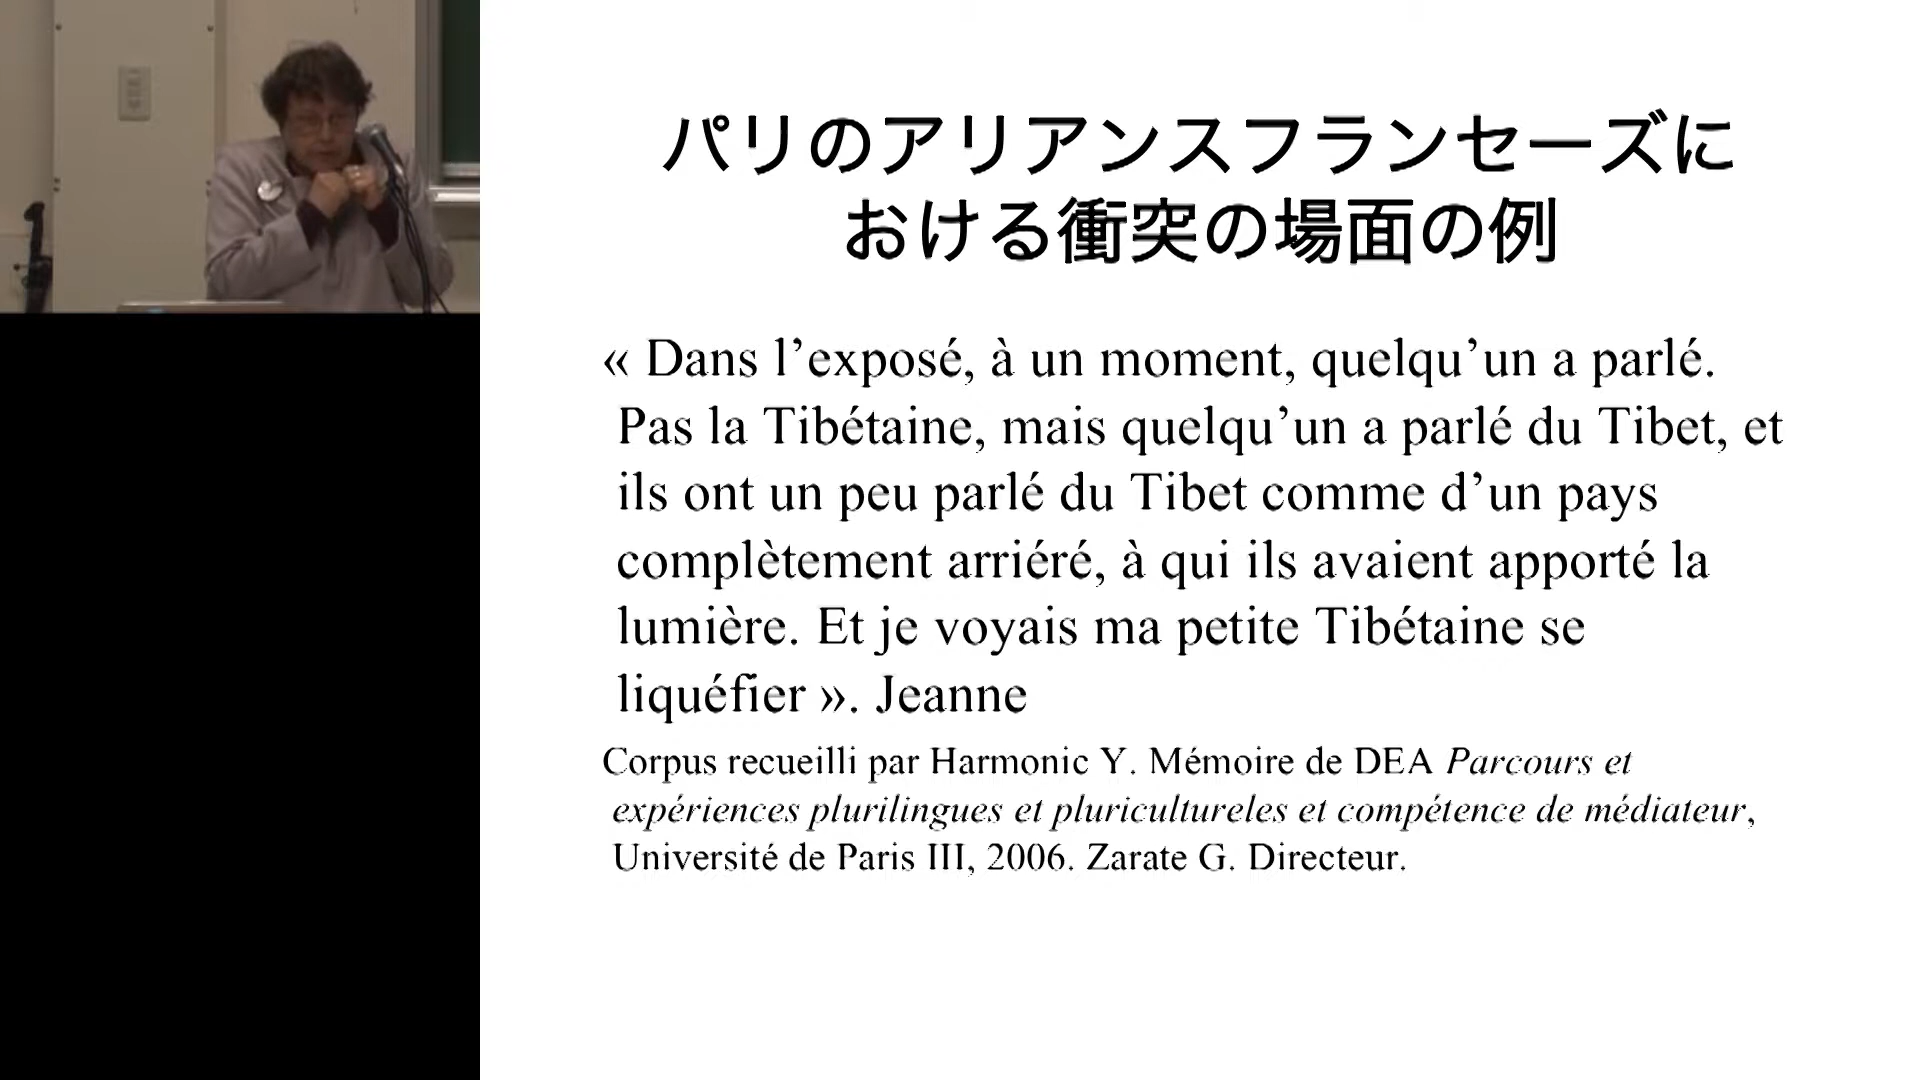 パリのアリアンスフランセーズに
おける衝突の場面の例
« Dans l’exposé, à un moment, quelqu’un a parlé.
Pas la Tibétaine, mais quelqu’un a parlé du Tibet, et
ils ont un peu parlé du Tibet comme d’un pays
complètement arriéré, à qui ils avaient apporté la
lumière. Et je voyais ma petite Tibétaine se
liquéfier ». Jeanne
Corpus recueilli par Harmonic Y. Mémoire de DEA Parcours et
expériences plurilingues et pluricultureles et compétence de médiateur,
Université de Paris III, 2006. Zarate G. Directeur.